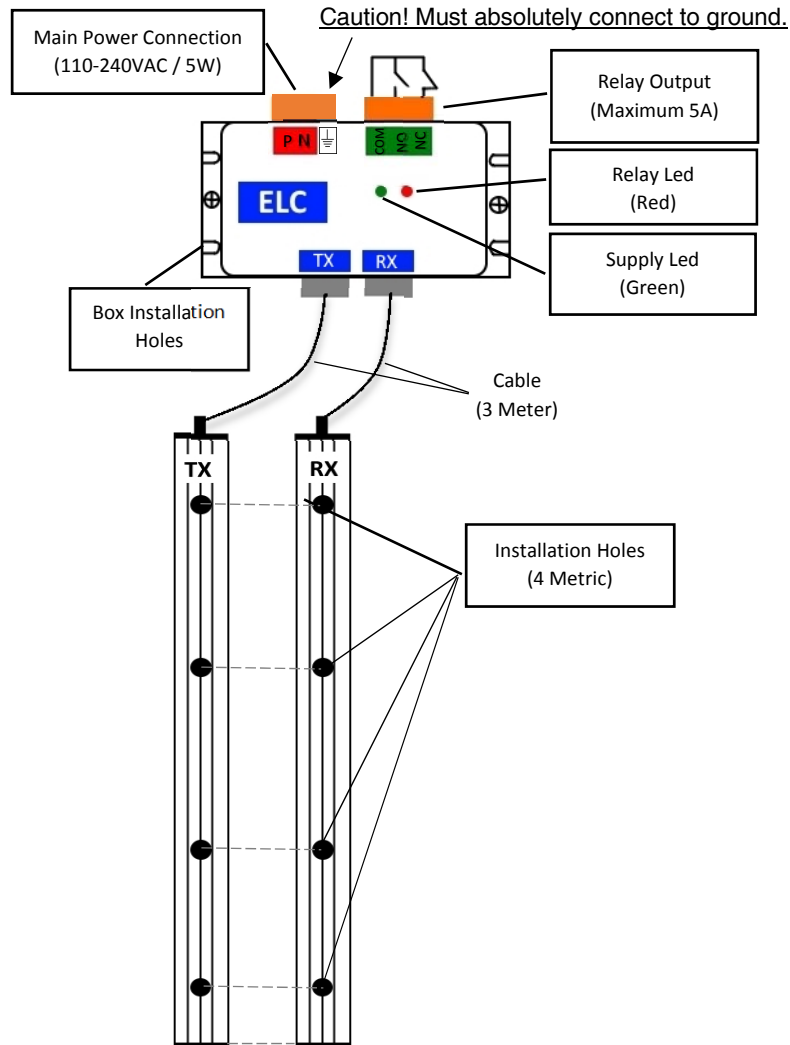 Caution! Must absolutely connect to ground.
Main Power Connection
(110-240VAC / 5W)
Relay Output
(Maximum 5A)
P N
COM
NO
NC
ELC
Relay Led
(Red)
TX
RX
Supply Led
(Green)
Box Installation
Holes
Cable
(3 Meter)
TX
RX
Installation Holes
(4 Metric)